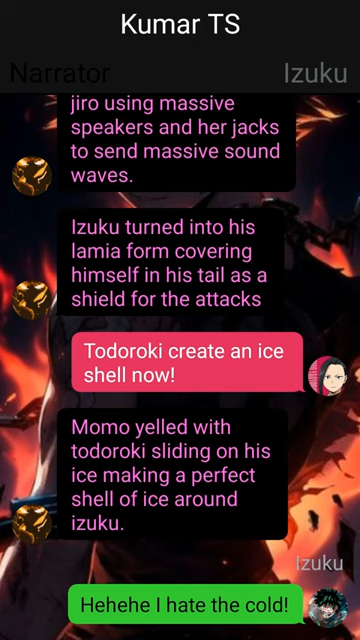 Kumar TS
Narrator
Izuku
jiro using massive
speakers and her jacks
to send massive sound
waves.
Izuku turned into his
lamia form covering
himself in his tail as a
shield for the attacks
Todoroki create an ice
shell now!
Momo yelled with
todoroki sliding on his
ice making a perfect
shell of ice around
izuku.
Izuku
Hehehe I hate the cold!